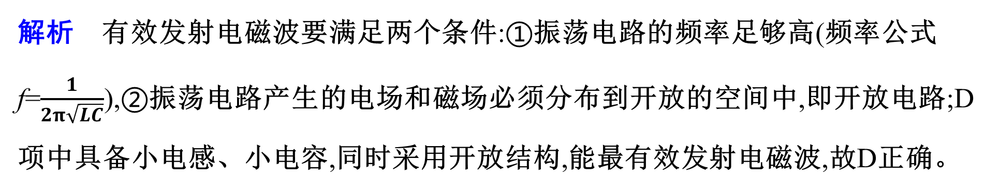 解析　有效发射电磁波要满足两个条件:①振荡电路的频率足够高(频率公式
f=\frac{1}{2π\sqrt{LC}}),②振荡电路产生的电场和磁场必须分布到开放的空间中,即开放电路;D
项中具备小电感、小电容,同时采用开放结构,能最有效发射电磁波,故D正确。